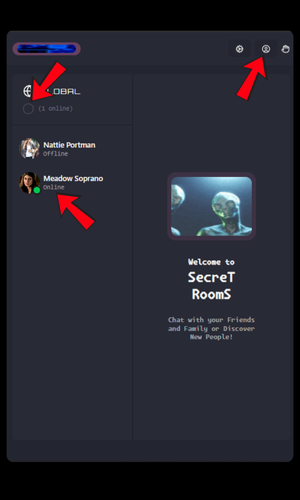 GLOBAL
(1 online)
Nattie Portman
Offline
Meadow Soprano
Online
Welcome to
SecreT
RoomS
Chat with your Friends
and Family or Discover
New People!